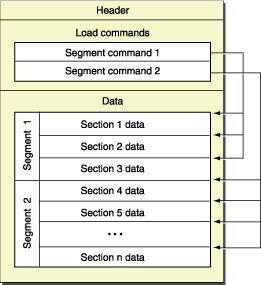 Header
Load commands
Segment command 1
Segment command 2
Data
Segment 1
Section 1 data
Section 2 data
Section 3 data
Segment 2
Section 4 data
Section 5 data
...
Section n data